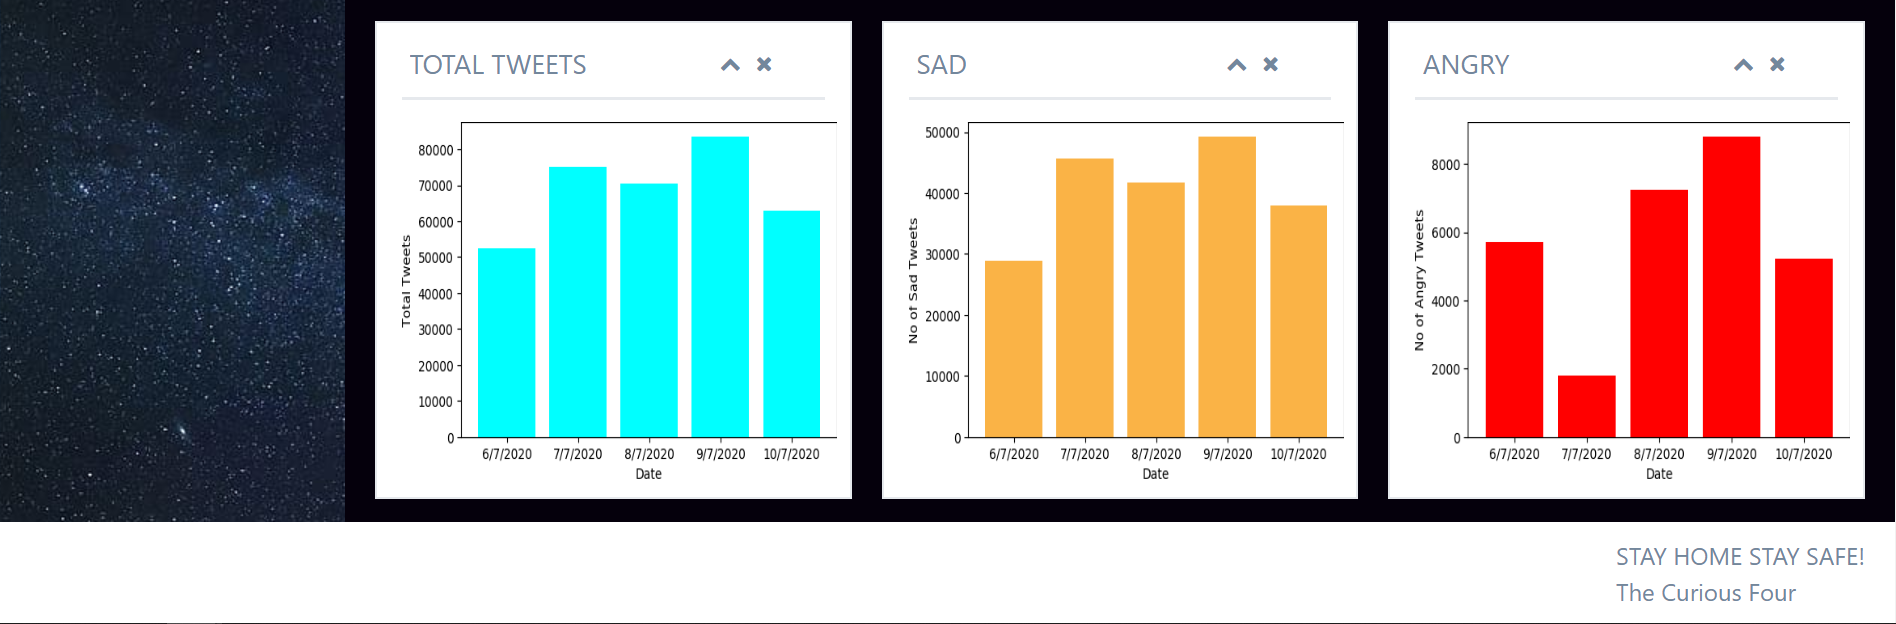 TOTAL TWEETS
80000
70000
60000
50000
40000
30000
20000
10000
0
Total Tweets
6/7/2020 7/7/2020 8/7/2020 9/7/2020 10/7/2020
Date
SAD
50000
40000
30000
20000
10000
0
No of Sad Tweets
6/7/2020 7/7/2020 8/7/2020 9/7/2020 10/7/2020
Date
ANGRY
8000
6000
4000
2000
0
No of Angry Tweets
6/7/2020 7/7/2020 8/7/2020 9/7/2020 10/7/2020
Date
STAY HOME STAY SAFE!
The Curious Four